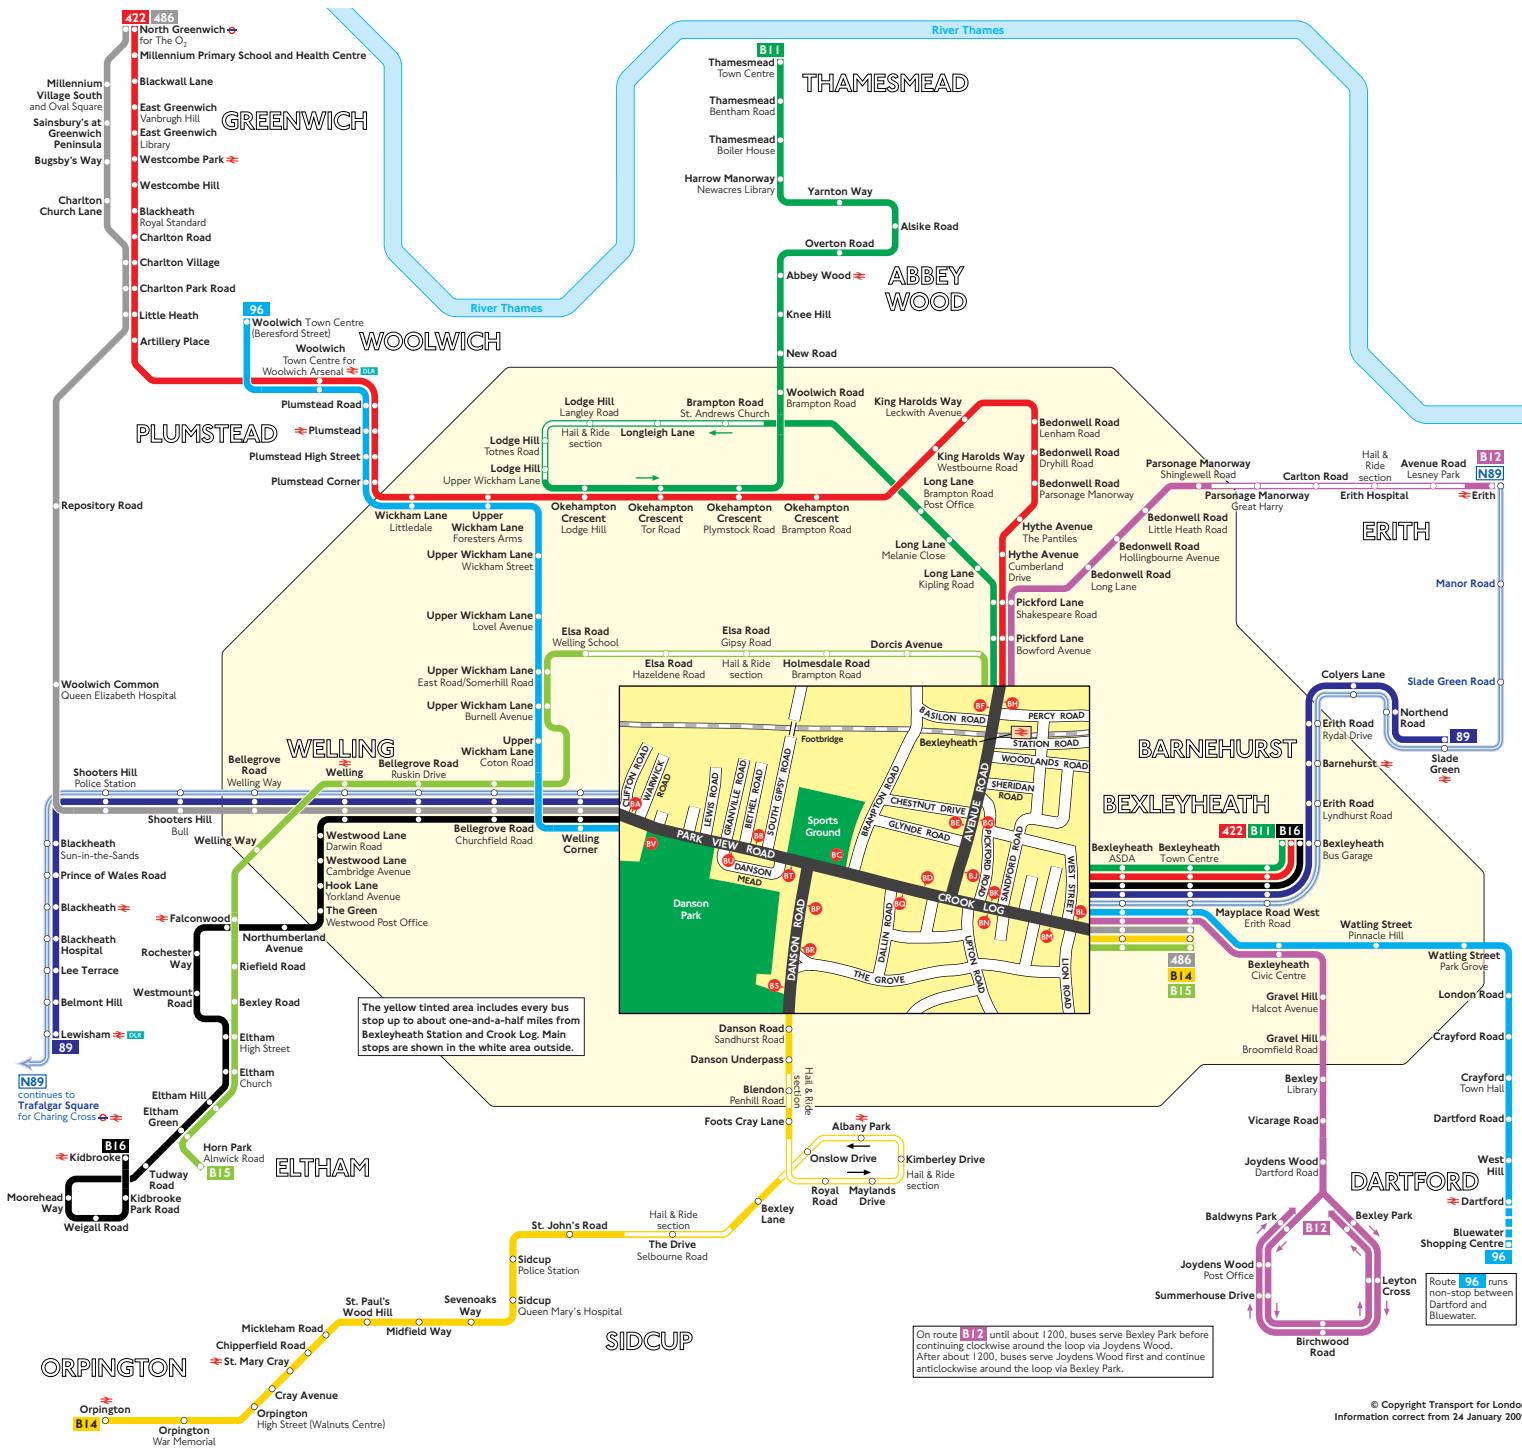 422 486
North Greenwich
for The O2
Millennium Primary School and Health Centre
Blackwall Lane
East Greenwich
Vanbrugh Hill
East Greenwich
Library
Westcombe Park
Westcombe Hill
Blackheath
Royal Standard
Charlton Road
Charlton Village
Charlton Park Road
Little Heath
Artillery Place
Millennium
Village South
and Oval Square
Sainsbury's at
Greenwich
Peninsula
Bugsby's Way
Charlton
Church Lane
GREENWICH
River Thames
River Thames
B11
Thamesmead
Town Centre
THAMESMEAD
Thamesmead
Bentham Road
Thamesmead
Boiler House
Harrow Manorway
Newacres Library
Yarnton Way
Alsike Road
Overton Road
Abbey Wood
ABBEY
WOOD
Knee Hill
New Road
Woolwich Road
Brampton Road
96
Woolwich Town Centre
(Beresford Street)
WOOLWICH
Woolwich
Town Centre for
Woolwich Arsenal DLR
Plumstead Road
PLUMSTEAD
Plumstead
Plumstead High Street
Plumstead Corner
Repository Road
Woolwich Common
Queen Elizabeth Hospital
Wickham Lane
Littledale
Upper
Wickham Lane
Foresters Arms
Upper Wickham Lane
Wickham Street
Upper Wickham Lane
Lovel Avenue
Upper Wickham Lane
East Road/Somerhill Road
Upper Wickham Lane
Burnell Avenue
Upper
Wickham Lane
Coton Road
Lodge Hill
Langley Road
Hail & Ride
section
Longleigh Lane
Brampton Road
St. Andrews Church
Lodge Hill
Totnes Road
Lodge Hill
Upper Wickham Lane
Okehampton
Crescent
Lodge Hill
Okehampton
Crescent
Tor Road
Okehampton
Crescent
Plymstock Road
Okehampton
Crescent
Brampton Road
King Harolds Way
Leckwith Avenue
King Harolds Way
Westbourne Road
Long Lane
Brampton Road
Post Office
Long Lane
Melanie Close
Long Lane
Kipling Road
Bedonwell Road
Lenham Road
Bedonwell Road
Dryhill Road
Bedonwell Road
Parsonage Manorway
Hythe Avenue
The Pantiles
Hythe Avenue
Cumberland
Drive
Pickford Lane
Shakespeare Road
Pickford Lane
Bowford Avenue
Parsonage Manorway
Shinglewell Road
Parsonage Manorway
Great Harry
Carlton Road
Hail &
Ride
section
Erith Hospital
Avenue Road
Lesney Park
B12
N89
Erith
ERITH
Bedonwell Road
Little Heath Road
Bedonwell Road
Hollingbourne Avenue
Bedonwell Road
Long Lane
Manor Road
Slade Green Road
Colyers Lane
Northend
Road
89
Slade
Green
Erith Road
Rydal Drive
BARNEHURST
Barnehurst
Erith Road
Lyndhurst Road
BEXLEYHEATH
422 B11 B16
Bexleyheath
Bus Garage
Bexleyheath
ASDA
Bexleyheath
Town Centre
Elsa Road
Welling School
Elsa Road
Hazeldene Road
Elsa Road
Gipsy Road
Hail & Ride
section
Holmesdale Road
Brampton Road
Dorcis Avenue
WELLING
Welling
Bellegrove
Road
Welling Way
Bellegrove Road
Ruskin Drive
Shooters Hill
Police Station
Shooters Hill
Bull
Welling Way
Bellegrove Road
Churchfield Road
Welling
Corner
Westwood Lane
Darwin Road
Westwood Lane
Cambridge Avenue
Hook Lane
Yorkland Avenue
The Green
Westwood Post Office
Northumberland
Avenue
Falconwood
Rochester
Way
Westmount
Road
Riefield Road
Bexley Road
Eltham
High Street
Eltham
Church
Eltham Hill
Eltham
Green
Horn Park
Alnwick Road
B15
ELTHAM
B16
Kidbrooke
Tudway
Road
Kidbrooke
Park Road
Moorehead
Way
Weigall Road
Blackheath
Sun-in-the-Sands
Prince of Wales Road
Blackheath
Blackheath
Hospital
Lee Terrace
Belmont Hill
Lewisham DLR
89
N89
continues to
Trafalgar Square
for Charing Cross
The yellow tinted area includes every bus
stop up to about one-and-a-half miles from
Bexleyheath Station and Crook Log. Main
stops are shown in the white area outside.
BASILON ROAD
PERCY ROAD
BF
BH
Bexleyheath
STATION ROAD
WOODLANDS ROAD
SHERIDAN
ROAD
Footbridge
CLIFTON ROAD
WARWICK
ROAD
LEWIS ROAD
GRANVILLE ROAD
BETHEL ROAD
SOUTH GIPSY ROAD
BRAMPTON ROAD
CHESTNUT DRIVE
GLYNDE ROAD
AVENUE ROAD
PICKFORD ROAD
SANDFORD ROAD
WEST STREET
Sports
Ground
BA
BV
BU
BB
BT
BC
BD
BE
BG
BJ
BK
BL
BM
BN
BQ
BP
BR
BS
PARK VIEW ROAD
DANSON
MEAD
CROOK LOG
Danson
Park
DANSON ROAD
DALLIN ROAD
THE GROVE
UPTON ROAD
LION ROAD
486
B14
B15
Mayplace Road West
Erith Road
Bexleyheath
Civic Centre
Watling Street
Pinnacle Hill
Watling Street
Park Grove
London Road
Crayford Road
Crayford
Town Hall
Dartford Road
West
Hill
DARTFORD
Dartford
Bluewater
Shopping Centre
96
Route 96 runs
non-stop between
Dartford and
Bluewater.
Gravel Hill
Halcot Avenue
Gravel Hill
Broomfield Road
Bexley
Library
Vicarage Road
Joydens Wood
Dartford Road
Baldwyns Park
B12
Bexley Park
Joydens Wood
Post Office
Summerhouse Drive
Leyton
Cross
Birchwood
Road
On route B12 until about 1200, buses serve Bexley Park before
continuing clockwise around the loop via Joydens Wood.
After about 1200, buses serve Joydens Wood first and continue
anticlockwise around the loop via Bexley Park.
Danson Road
Sandhurst Road
Danson Underpass
Blendon
Penhill Road
Hail & Ride
section
Foots Cray Lane
Albany Park
Onslow Drive
Kimberley Drive
Hail & Ride
section
Royal
Road
Maylands
Drive
Bexley
Lane
Hail & Ride
section
The Drive
Selbourne Road
St. John's Road
Sidcup
Police Station
Sidcup
Queen Mary's Hospital
SIDCUP
Sevenoaks
Way
Midfield Way
St. Paul's
Wood Hill
Mickleham Road
Chipperfield Road
St. Mary Cray
Cray Avenue
Orpington
High Street (Walnuts Centre)
ORPINGTON
Orpington
B14
Orpington
War Memorial
© Copyright Transport for London
Information correct from 24 January 200